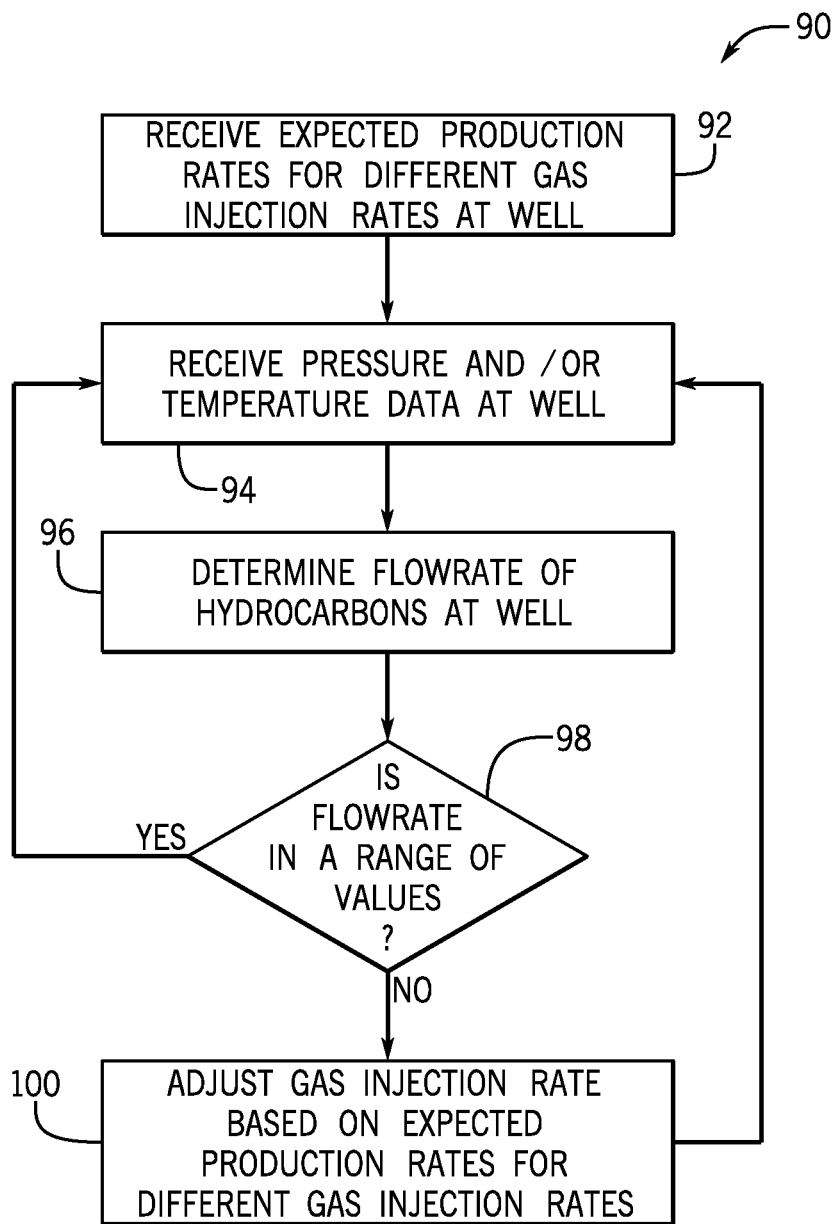 90
RECEIVE EXPECTED PRODUCTION
RATES FOR DIFFERENT GAS
INJECTION RATES AT WELL
92
RECEIVE PRESSURE AND /OR
TEMPERATURE DATA AT WELL
94
96
DETERMINE FLOWRATE OF
HYDROCARBONS AT WELL
98
IS
FLOWRATE
IN A RANGE OF
VALUES
?
YES
NO
100
ADJUST GAS INJECTION RATE
BASED ON EXPECTED
PRODUCTION RATES FOR
DIFFERENT GAS INJECTION RATES